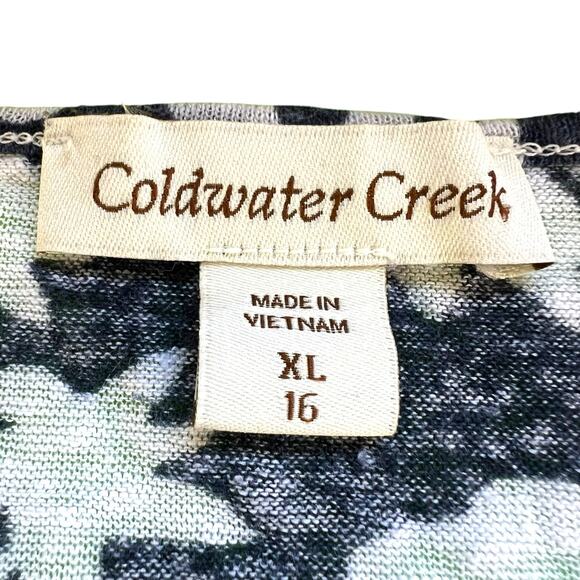 Coldwater Creek
MADE IN
VIETNAM
XL
16